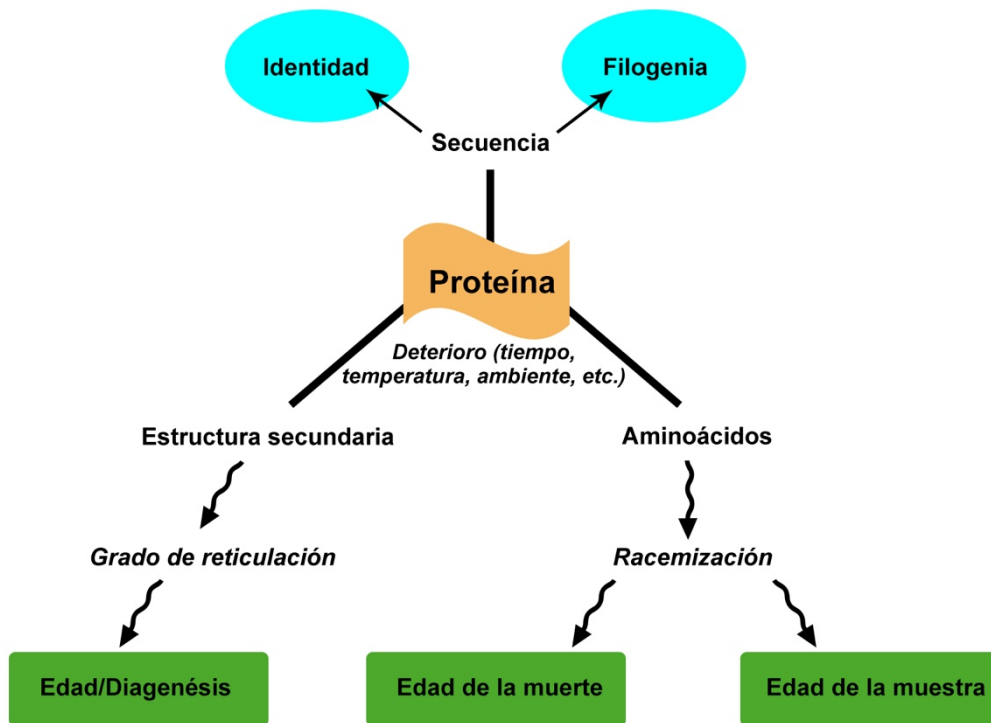 Identidad
Filogenia
Secuencia
Proteína
Deterioro (tiempo,
temperatura, ambiente, etc.)
Estructura secundaria
Aminoácidos
Grado de reticulación
Racemización
Edad/Diagenésis
Edad de la muerte
Edad de la muestra